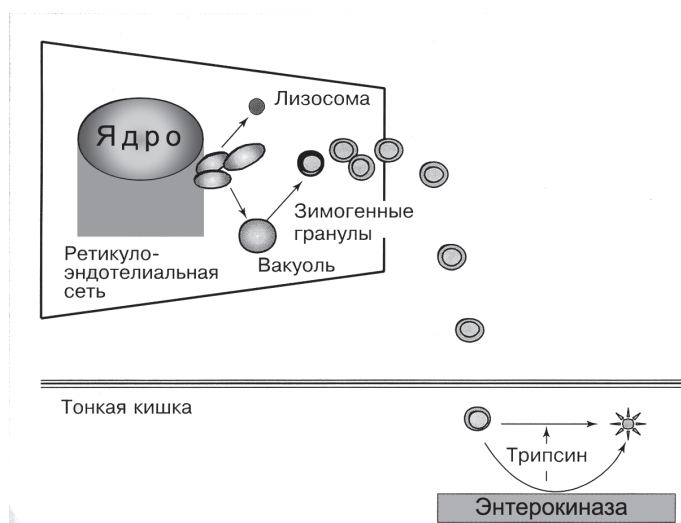 Лизосома
Ядро
Зимогенные
гранулы
Ретикуло-
эндотелиальная
сеть
Вакуоль
Тонкая кишка
Трипсин
Энтерокиназа